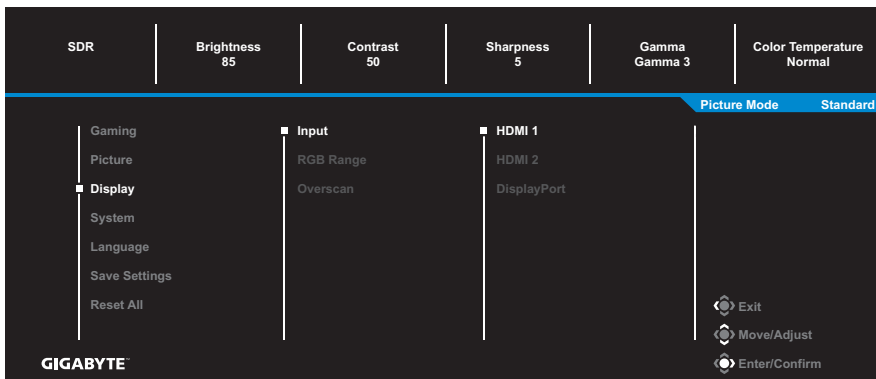 SDR
Brightness
85
Contrast
50
Sharpness
5
Gamma
Gamma 3
Color Temperature
Normal
Picture Mode Standard
Gaming
Picture
Display
System
Language
Save Settings
Reset All
Input
RGB Range
Overscan
HDMI 1
HDMI 2
DisplayPort
Exit
Move/Adjust
Enter/Confirm
GIGABYTE™